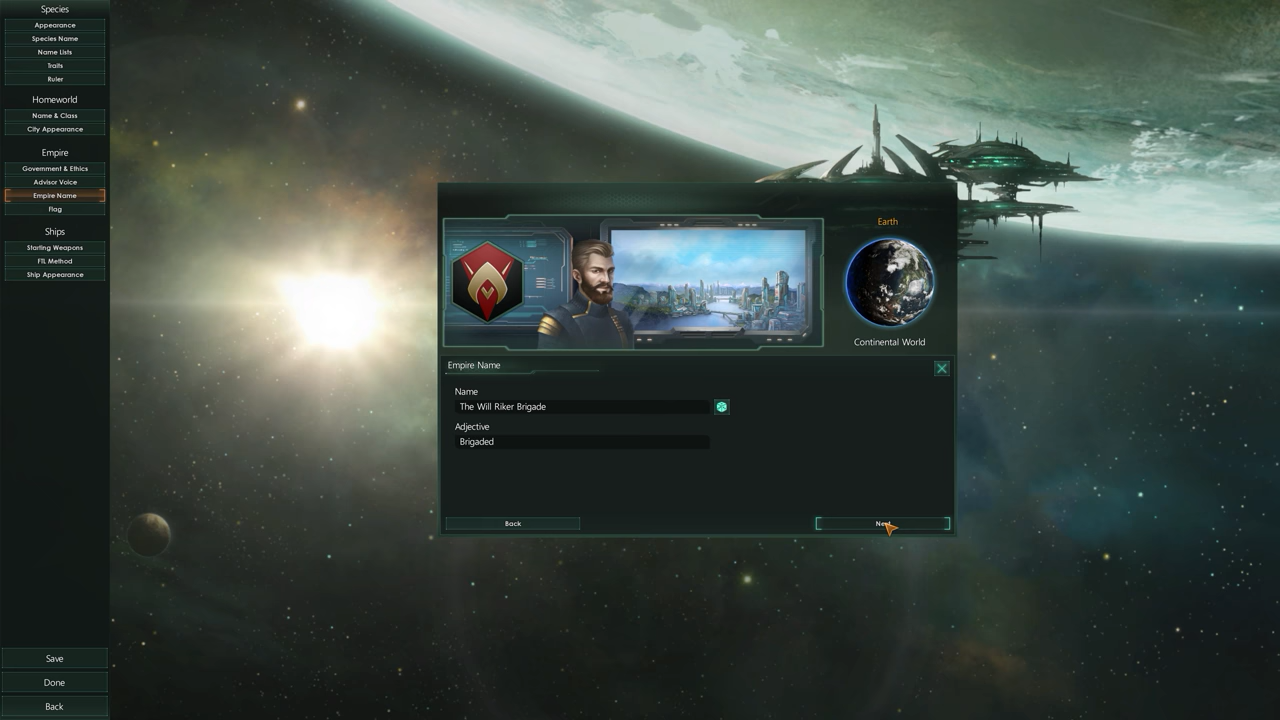 Species
Appearance
Species Name
Name Lists
Traits
Ruler
Homeworld
Name & Class
City Appearance
Empire
Government & Ethics
Advisor Voice
Empire Name
Flag
Ships
Starting Weapons
FTL Method
Ship Appearance
Save
Done
Back
Earth
Continental World
Empire Name
Name
The Will Riker Brigade
Adjective
Brigaded
Back
Next